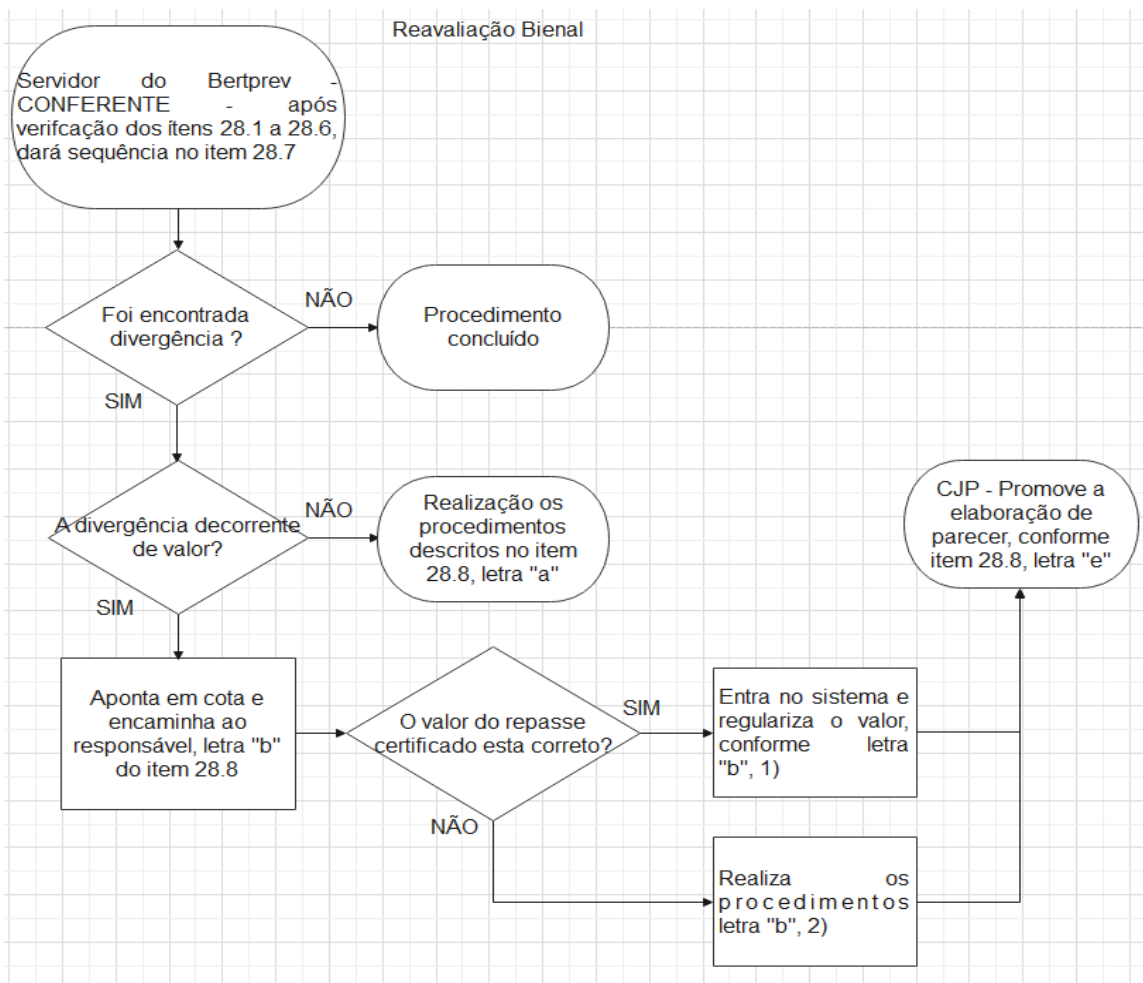 Reavaliação Bienal
Servidor do Bertprev -
CONFERENTE - após
verifcação dos ítens 28.1 a 28.6,
dará sequência no item 28.7
Foi encontrada
divergência ?
NÃO
Procedimento
concluído
SIM
A divergência decorrente
de valor?
NÃO
Realização os
procedimentos
descritos no item
28.8, letra "a"
CJP - Promove a
elaboração de
parecer, conforme
item 28.8, letra "e"
SIM
Aponta em cota e
encaminha ao
responsável, letra "b"
do item 28.8
O valor do repasse
certificado esta correto?
SIM
Entra no sistema e
regulariza o valor,
conforme letra
"b", 1)
NÃO
Realiza os
procedimentos
letra "b", 2)